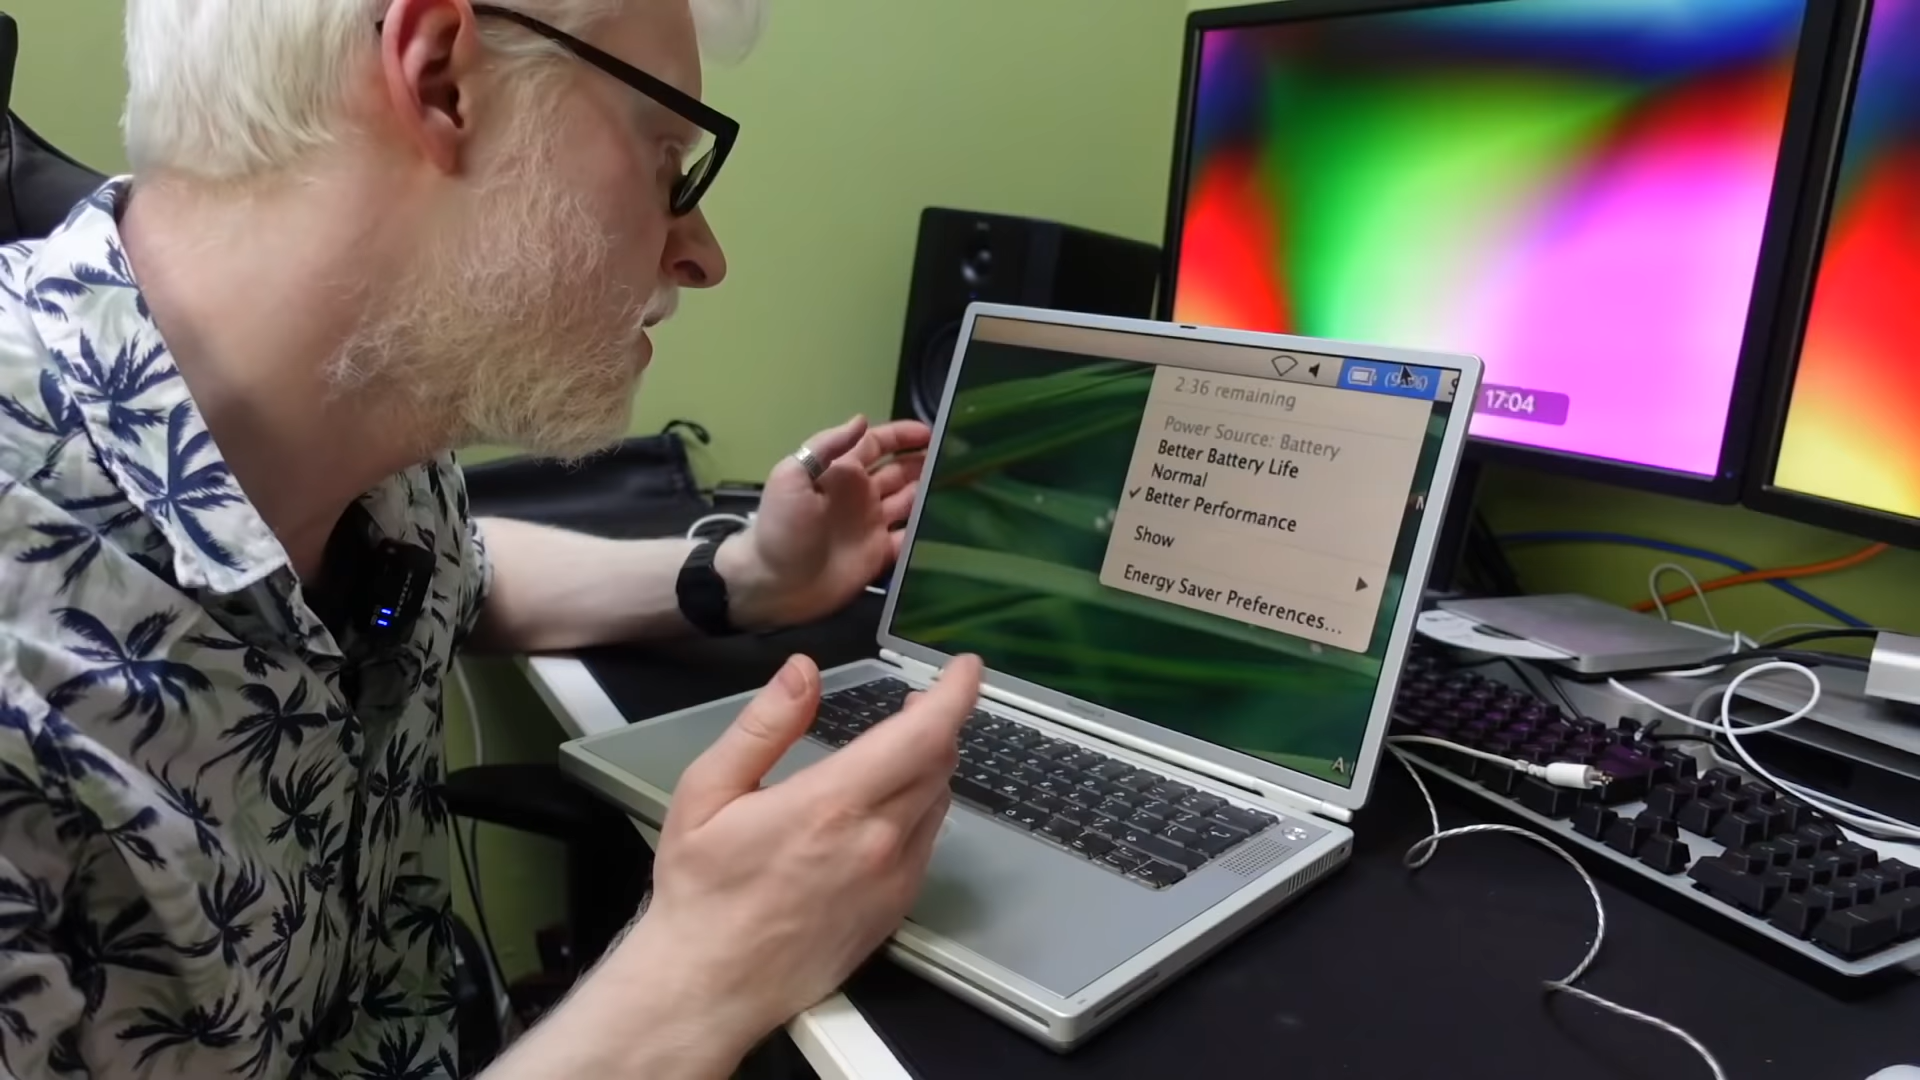 2:36 remaining
Power Source: Battery
Better Battery Life
Normal
✓ Better Performance
Show
Energy Saver Preferences...
17:04